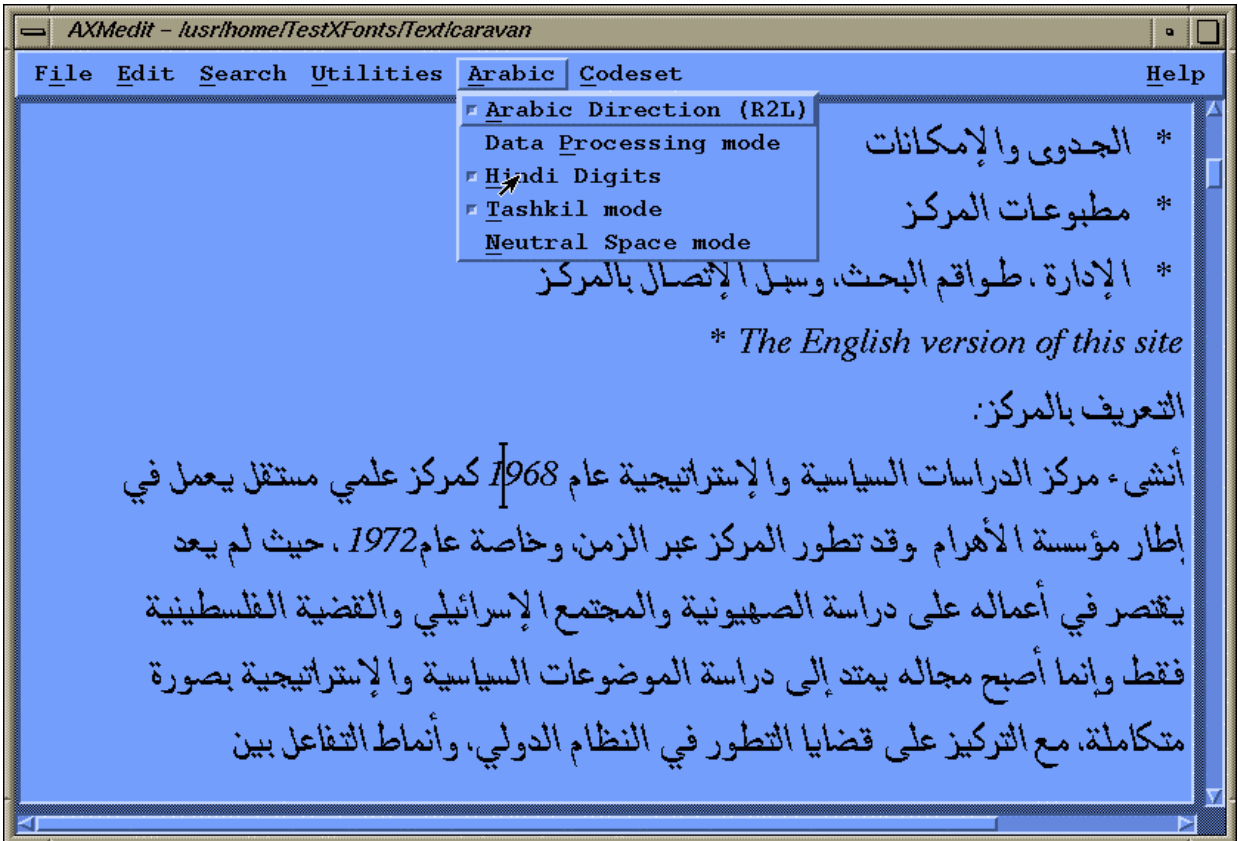 AXMedit – /usr/home/TestXFonts/Text/caravan
File Edit Search Utilities Arabic Codeset Help
Arabic Direction (R2L)
Data Processing mode
Hindi Digits
Tashkil mode
Neutral Space mode
* الجدوى والإمكانات
* مطبوعات المركز
* الإدارة ، طواقم البحث، وسبل الإتصال بالمركز
* The English version of this site
التعريف بالمركز:
أنشىء مركز الدراسات السياسية والإستراتيجية عام 1968 كمركز علمي مستقل يعمل في
إطار مؤسسة الأهرام وقد تطور المركز عبر الزمن، وخاصة عام1972 ، حيث لم يعد
يقتصر في أعماله على دراسة الصهيونية والمجتمع الإسرائيلي والقضية الفلسطينية
فقط وإنما أصبح مجاله يمتد إلى دراسة الموضوعات السياسية والإستراتيجية بصورة
متكاملة، مع التركيز على قضايا التطور في النظام الدولي، وأنماط التفاعل بين